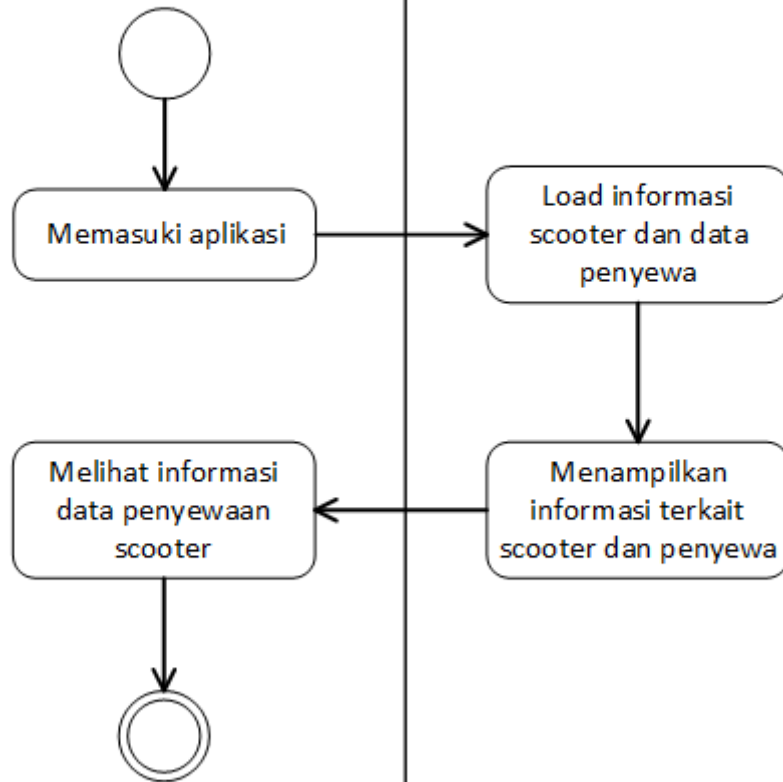 Memasuki aplikasi
Load informasi
scooter dan data
penyewa
Menampilkan
informasi terkait
scooter dan penyewa
Melihat informasi
data penyewaan
scooter